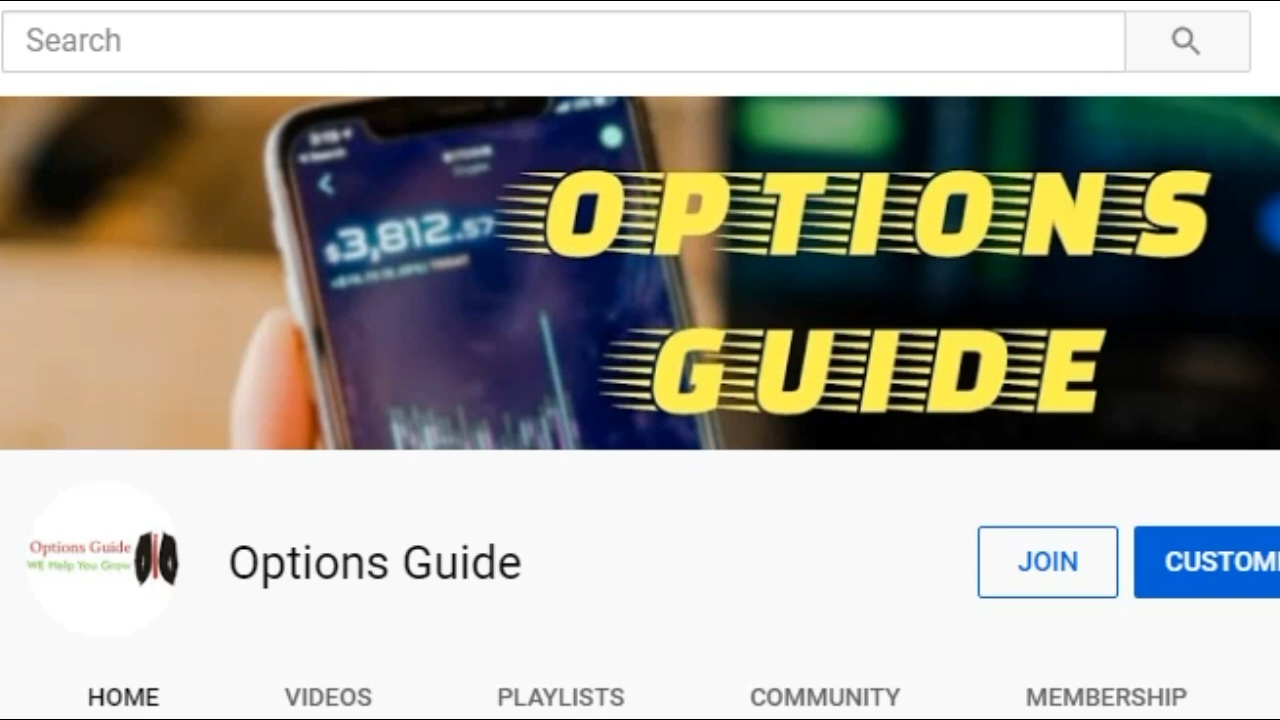 Search
$3,812.57
OPTIONS
GUIDE
Options Guide
WE Help You Grow
Options Guide
JOIN
CUSTOMI
HOME
VIDEOS
PLAYLISTS
COMMUNITY
MEMBERSHIP